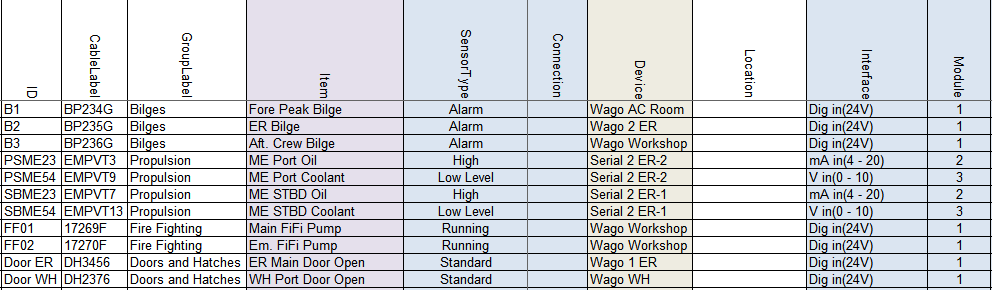 ID CableLabel GroupLabel Item SensorType Connection Device Location Interface Module
B1 BP234G Bilges Fore Peak Bilge Alarm Wago AC Room Dig in(24V) 1
B2 BP235G Bilges ER Bilge Alarm Wago 2 ER Dig in(24V) 1
B3 BP236G Bilges Aft. Crew Bilge Alarm Wago Workshop Dig in(24V) 1
PSME23 EMPVT3 Propulsion ME Port Oil High Serial 2 ER-2 mA in(4 - 20) 2
PSME54 EMPVT9 Propulsion ME Port Coolant Low Level Serial 2 ER-2 V in(0 - 10) 3
SBME23 EMPVT7 Propulsion ME STBD Oil High Serial 2 ER-1 mA in(4 - 20) 2
SBME54 EMPVT13 Propulsion ME STBD Coolant Low Level Serial 2 ER-1 V in(0 - 10) 3
FF01 17269F Fire Fighting Main FiFi Pump Running Wago Workshop Dig in(24V) 1
FF02 17270F Fire Fighting Em. FiFi Pump Running Wago Workshop Dig in(24V) 1
Door ER DH3456 Doors and Hatches ER Main Door Open Standard Wago 1 ER Dig in(24V) 1
Door WH DH2376 Doors and Hatches WH Port Door Open Standard Wago WH Dig in(24V) 1